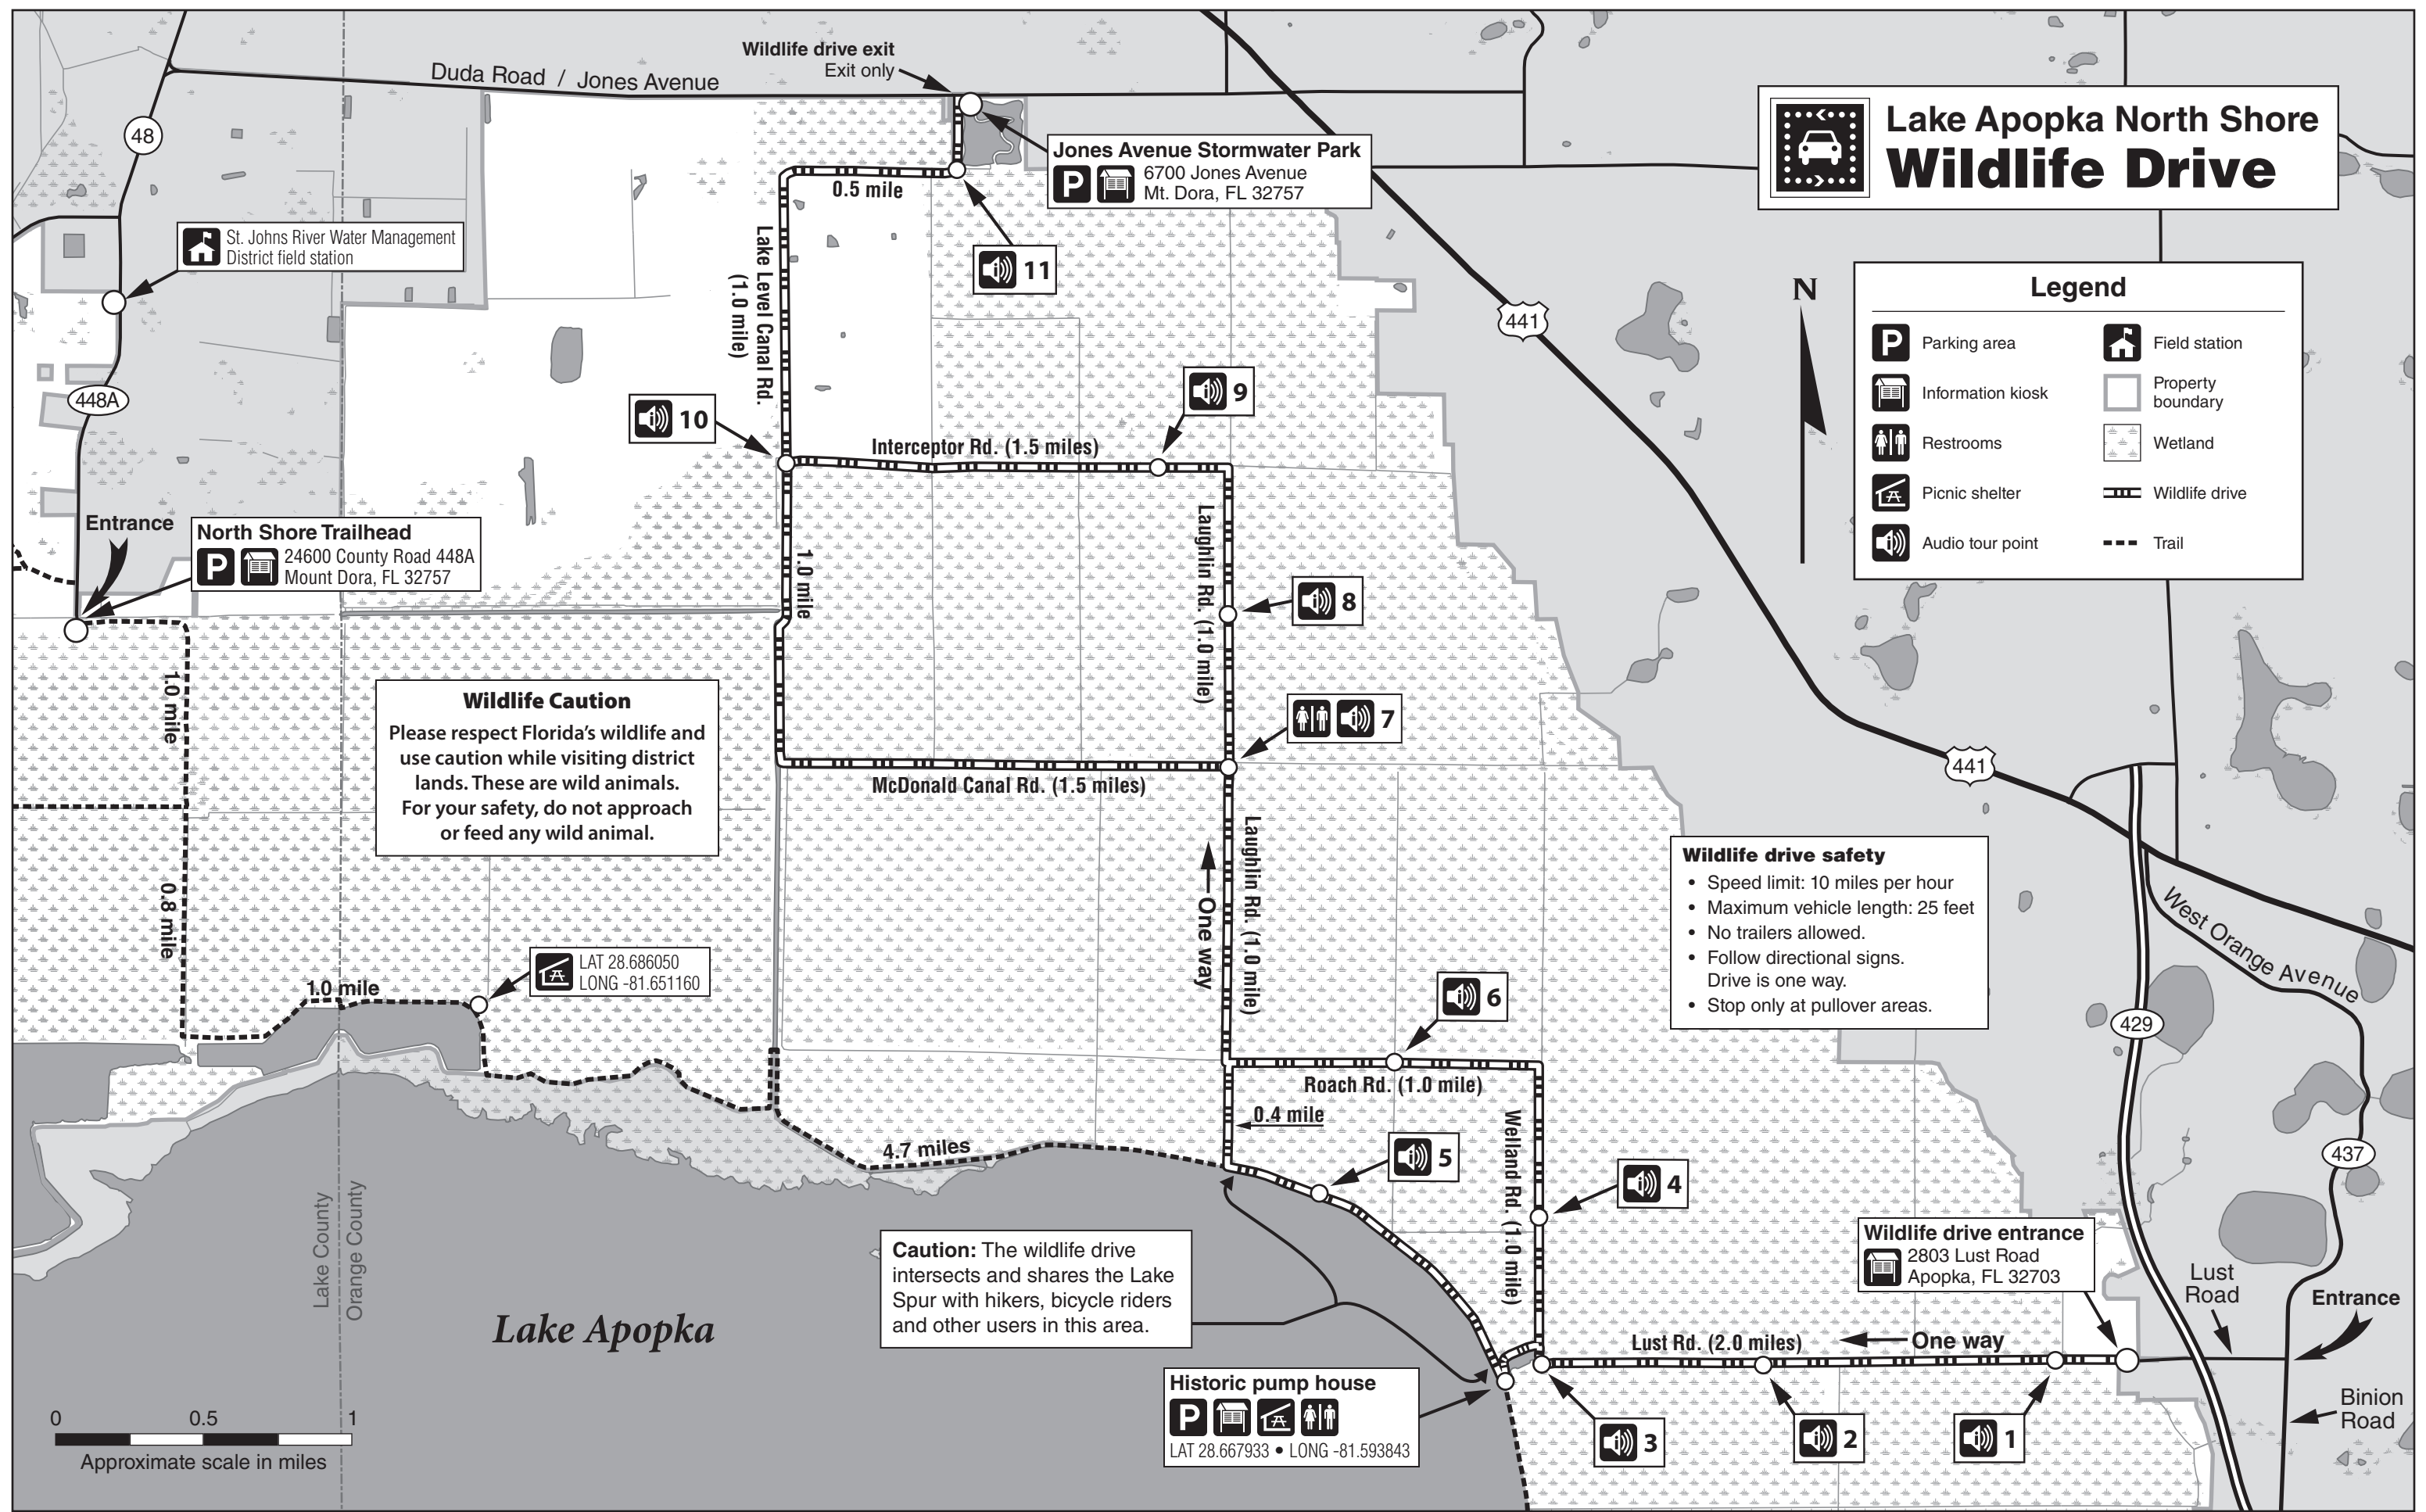 Lake Apopka North Shore
Wildlife Drive
Wildlife drive exit
Exit only
Duda Road / Jones Avenue
48
Jones Avenue Stormwater Park
P
6700 Jones Avenue
Mt. Dora, FL 32757
0.5 mile
St. Johns River Water Management
District field station
11
Lake Level Canal Rd.
(1.0 mile)
441
N
Legend
P
Parking area
Information kiosk
Restrooms
Picnic shelter
Audio tour point
Field station
Property
boundary
Wetland
Wildlife drive
Trail
448A
10
9
Interceptor Rd. (1.5 miles)
Entrance
North Shore Trailhead
P
24600 County Road 448A
Mount Dora, FL 32757
1.0 mile
Laughlin Rd. (1.0 mile)
8
1.0 mile
Wildlife Caution
Please respect Florida's wildlife and
use caution while visiting district
lands. These are wild animals.
For your safety, do not approach
or feed any wild animal.
7
McDonald Canal Rd. (1.5 miles)
441
Laughlin Rd. (1.0 mile)
One way
Wildlife drive safety
• Speed limit: 10 miles per hour
• Maximum vehicle length: 25 feet
• No trailers allowed.
• Follow directional signs.
Drive is one way.
• Stop only at pullover areas.
West Orange Avenue
0.8 mile
LAT 28.686050
LONG -81.651160
1.0 mile
6
429
Roach Rd. (1.0 mile)
0.4 mile
4.7 miles
5
Welland Rd. (1.0 mile)
4
437
Lake County
Orange County
Caution: The wildlife drive
intersects and shares the Lake
Spur with hikers, bicycle riders
and other users in this area.
Wildlife drive entrance
2803 Lust Road
Apopka, FL 32703
Lust
Road
Entrance
Lake Apopka
Lust Rd. (2.0 miles)
One way
Historic pump house
P
LAT 28.667933 • LONG -81.593843
3
2
1
Binion
Road
0 0.5 1
Approximate scale in miles